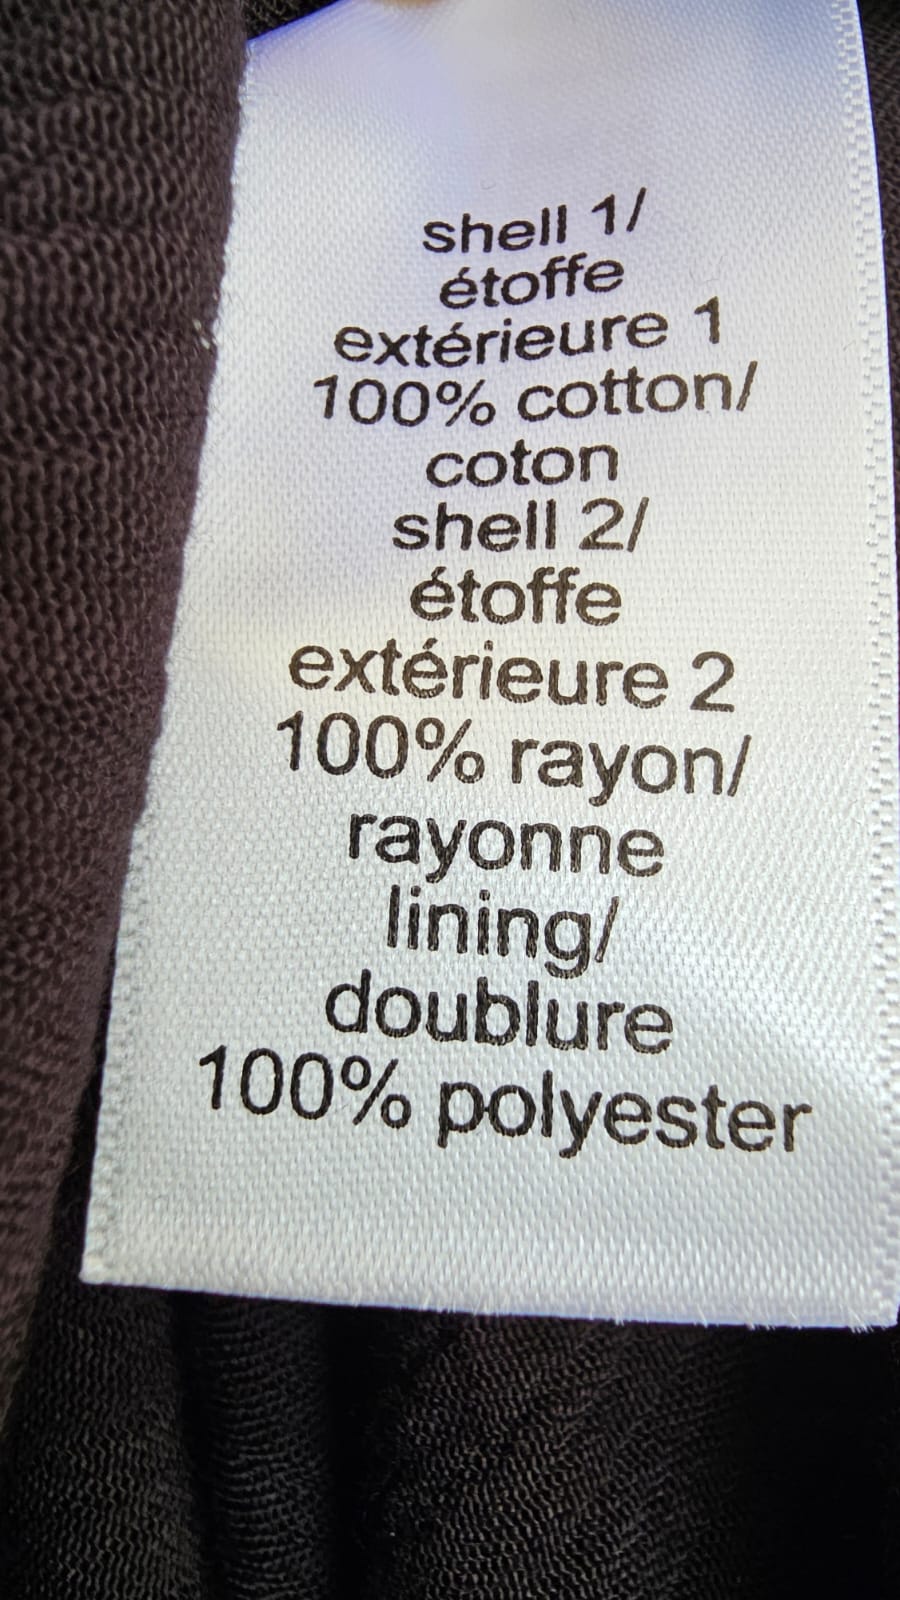 shell 1/
étoffe
extérieure 1
100% cotton/
coton
shell 2/
étoffe
extérieure 2
100% rayon/
rayonne
lining/
doublure
100% polyester